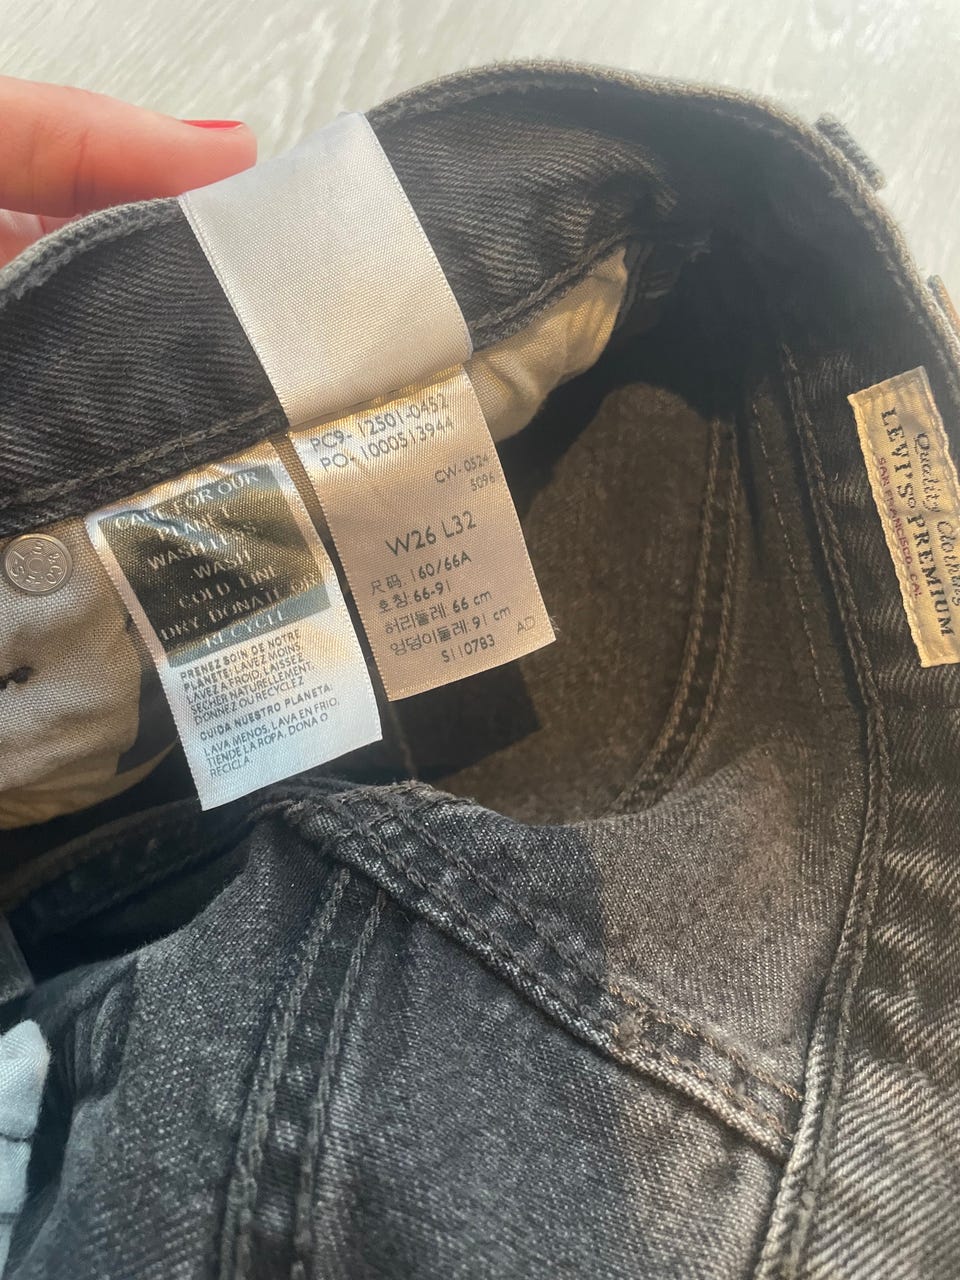 PC9- 12501-0452
PO- 1000513944
CW- 0524
5096
W26 L32
尺码 160/66A
호칭 66-91
허리둘레 66 cm
엉덩이둘레 91 cm
S110783 AD
CARE FOR OUR
PLANET
WASH LESS
WASH
COLD, LINE
DRY, DONATE OR
RECYCLE
PRENEZ SOIN DE NOTRE
PLANÈTE: LAVEZ MOINS,
LAVEZ À FROID, LAISSEZ
SÉCHER NATURELLEMENT,
DONNEZ OU RECYCLEZ
CUIDA NUESTRO PLANETA:
LAVA MENOS, LAVA EN FRÍO,
TIENDE LA ROPA, DONA O
RECICLA.
Quality Clothing
LEVI'S PREMIUM
SAN FRANCISCO, CAL